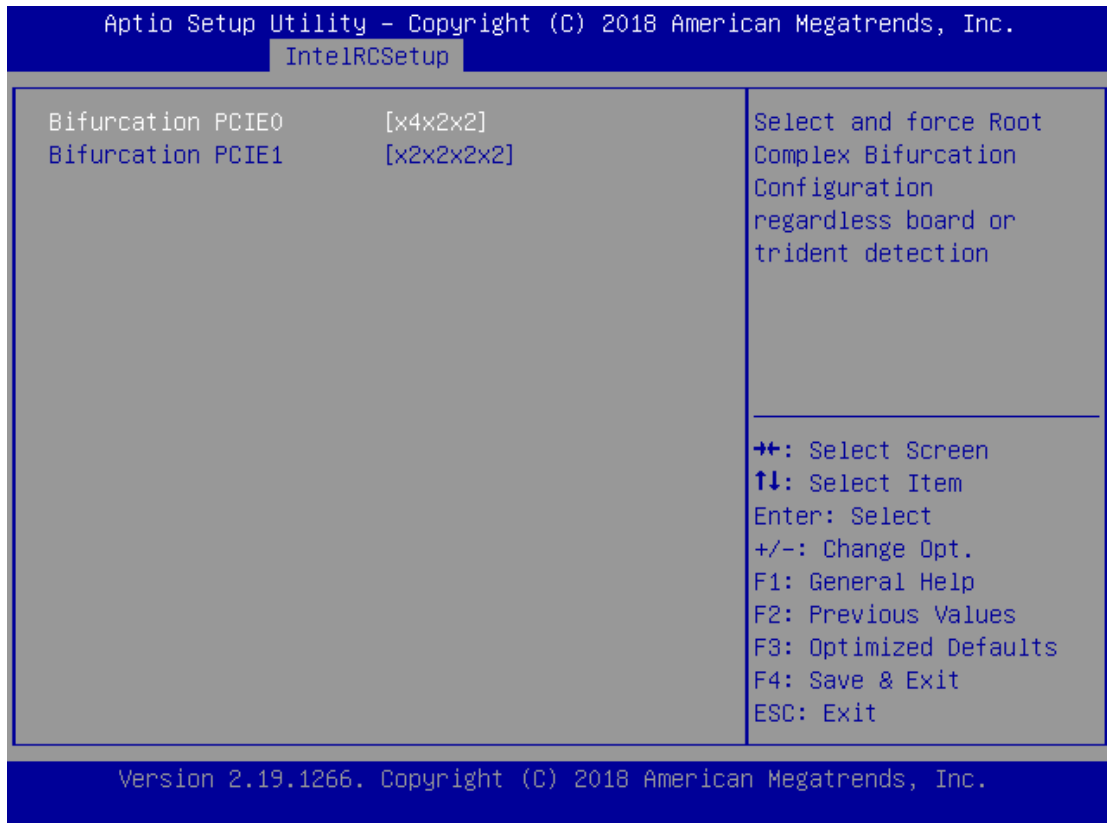 Aptio Setup Utility – Copyright (C) 2018 American Megatrends, Inc.
IntelRCSetup
Bifurcation PCIE0 [x4x2x2]
Bifurcation PCIE1 [x2x2x2x2]
Select and force Root
Complex Bifurcation
Configuration
regardless board or
trident detection
→←: Select Screen
↑↓: Select Item
Enter: Select
+/-: Change Opt.
F1: General Help
F2: Previous Values
F3: Optimized Defaults
F4: Save & Exit
ESC: Exit
Version 2.19.1266. Copyright (C) 2018 American Megatrends, Inc.